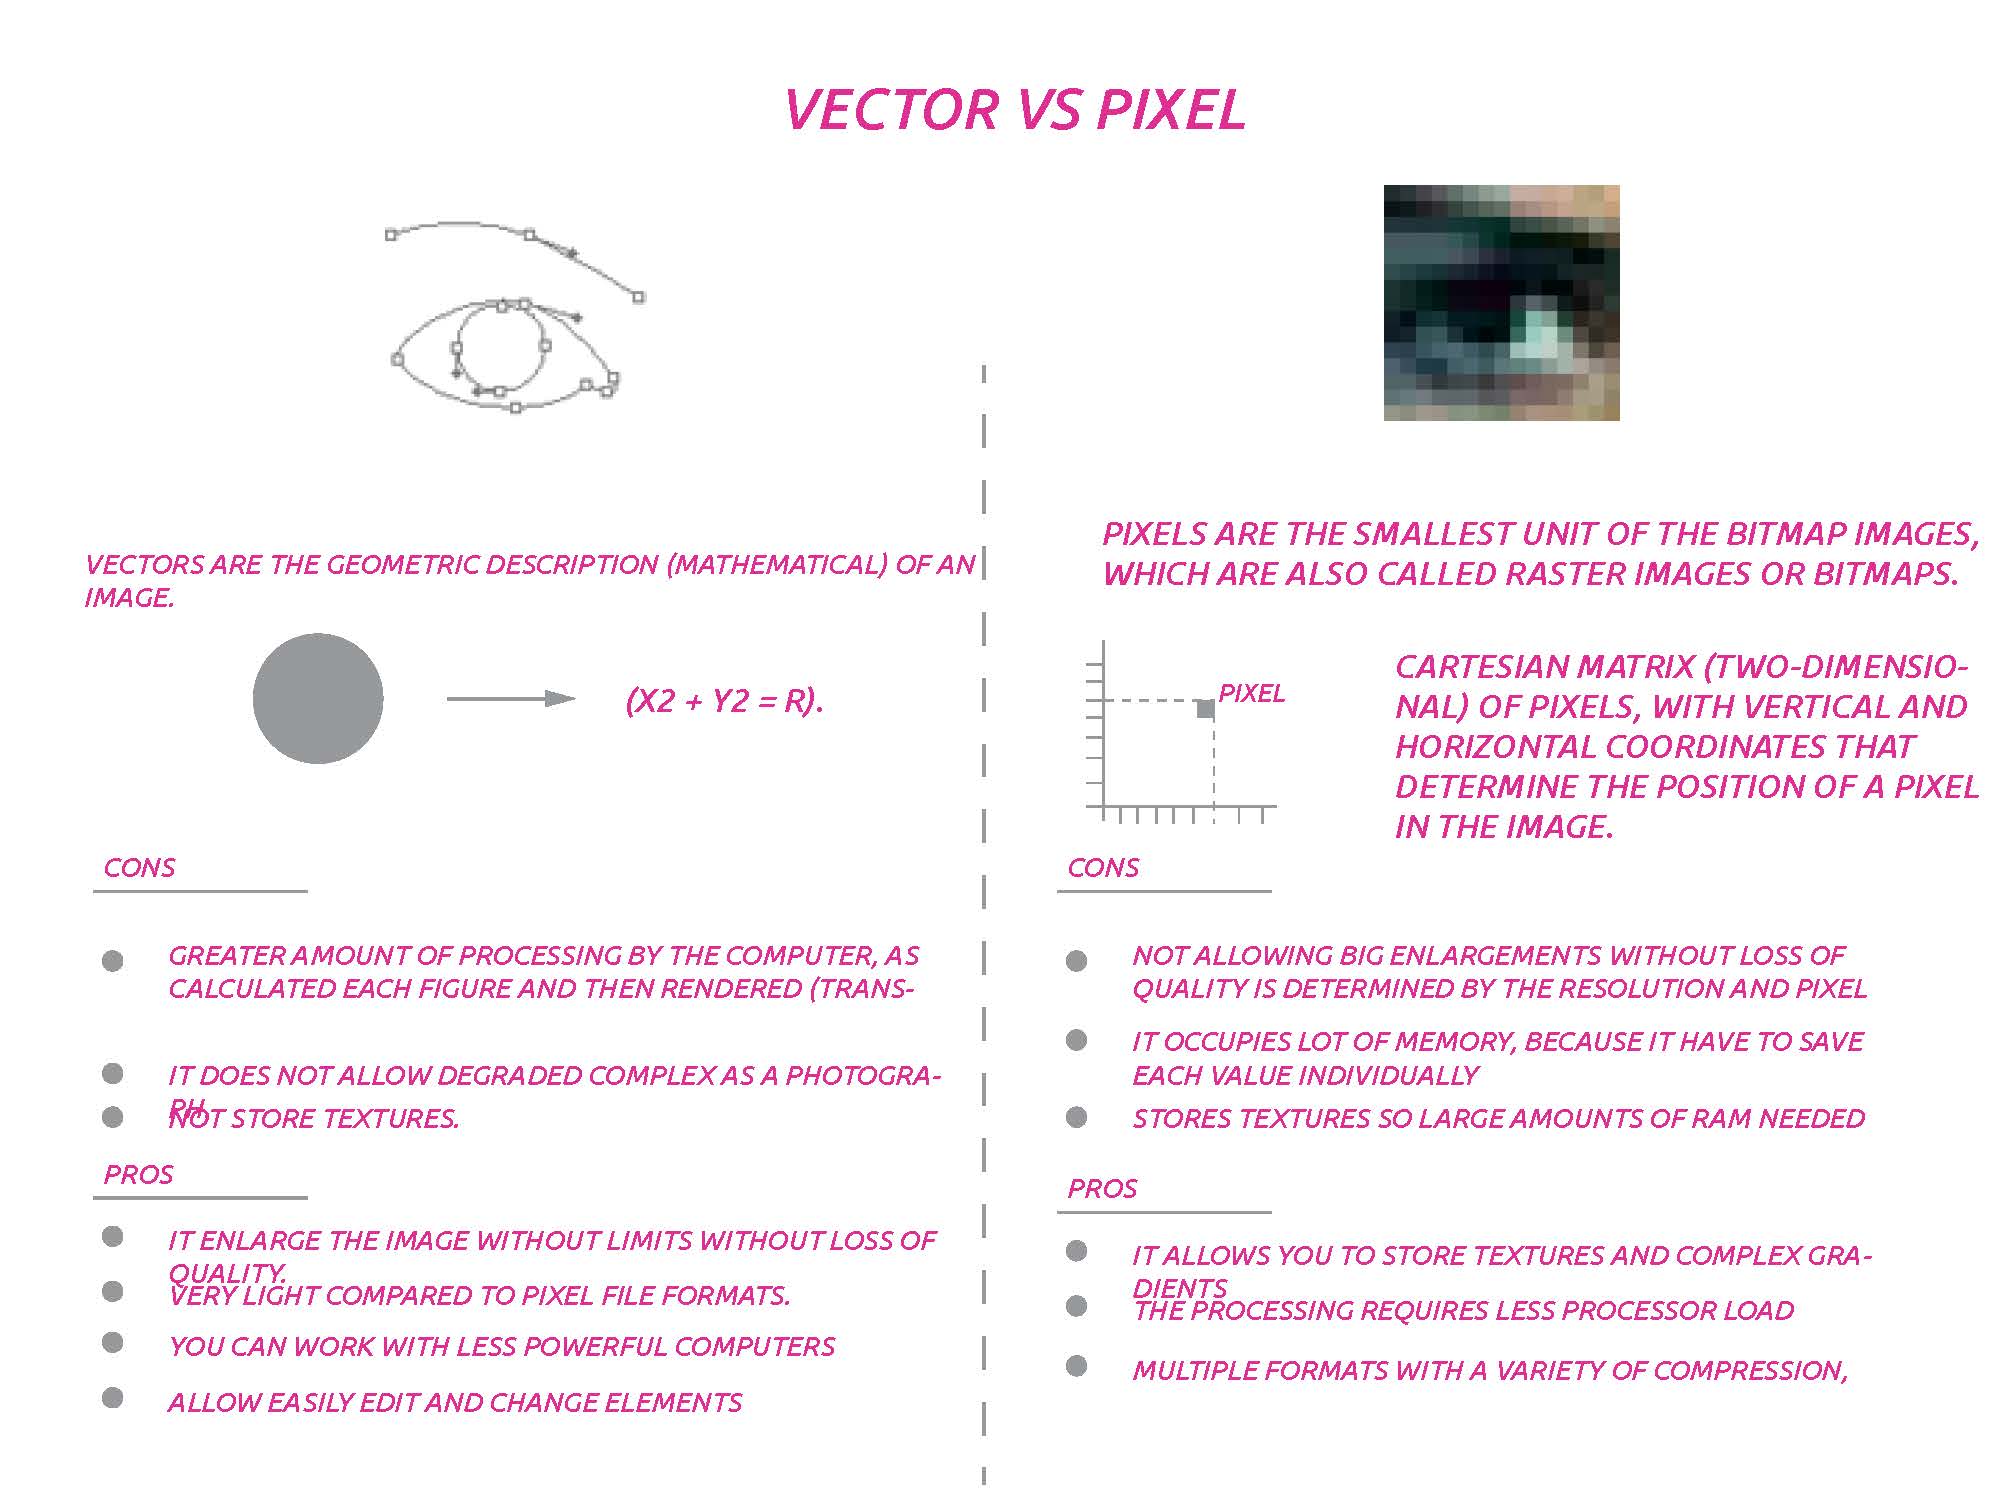 VECTOR VS PIXEL
VECTORS ARE THE GEOMETRIC DESCRIPTION (MATHEMATICAL) OF AN
IMAGE.
(X2 + Y2 = R).
CONS
GREATER AMOUNT OF PROCESSING BY THE COMPUTER, AS
CALCULATED EACH FIGURE AND THEN RENDERED (TRANS-
IT DOES NOT ALLOW DEGRADED COMPLEX AS A PHOTOGRA-
PH
NOT STORE TEXTURES.
PROS
IT ENLARGE THE IMAGE WITHOUT LIMITS WITHOUT LOSS OF
QUALITY.
VERY LIGHT COMPARED TO PIXEL FILE FORMATS.
YOU CAN WORK WITH LESS POWERFUL COMPUTERS
ALLOW EASILY EDIT AND CHANGE ELEMENTS
PIXELS ARE THE SMALLEST UNIT OF THE BITMAP IMAGES,
WHICH ARE ALSO CALLED RASTER IMAGES OR BITMAPS.
PIXEL
CARTESIAN MATRIX (TWO-DIMENSIO-
NAL) OF PIXELS, WITH VERTICAL AND
HORIZONTAL COORDINATES THAT
DETERMINE THE POSITION OF A PIXEL
IN THE IMAGE.
CONS
NOT ALLOWING BIG ENLARGEMENTS WITHOUT LOSS OF
QUALITY IS DETERMINED BY THE RESOLUTION AND PIXEL
IT OCCUPIES LOT OF MEMORY, BECAUSE IT HAVE TO SAVE
EACH VALUE INDIVIDUALLY
STORES TEXTURES SO LARGE AMOUNTS OF RAM NEEDED
PROS
IT ALLOWS YOU TO STORE TEXTURES AND COMPLEX GRA-
DIENTS
THE PROCESSING REQUIRES LESS PROCESSOR LOAD
MULTIPLE FORMATS WITH A VARIETY OF COMPRESSION,